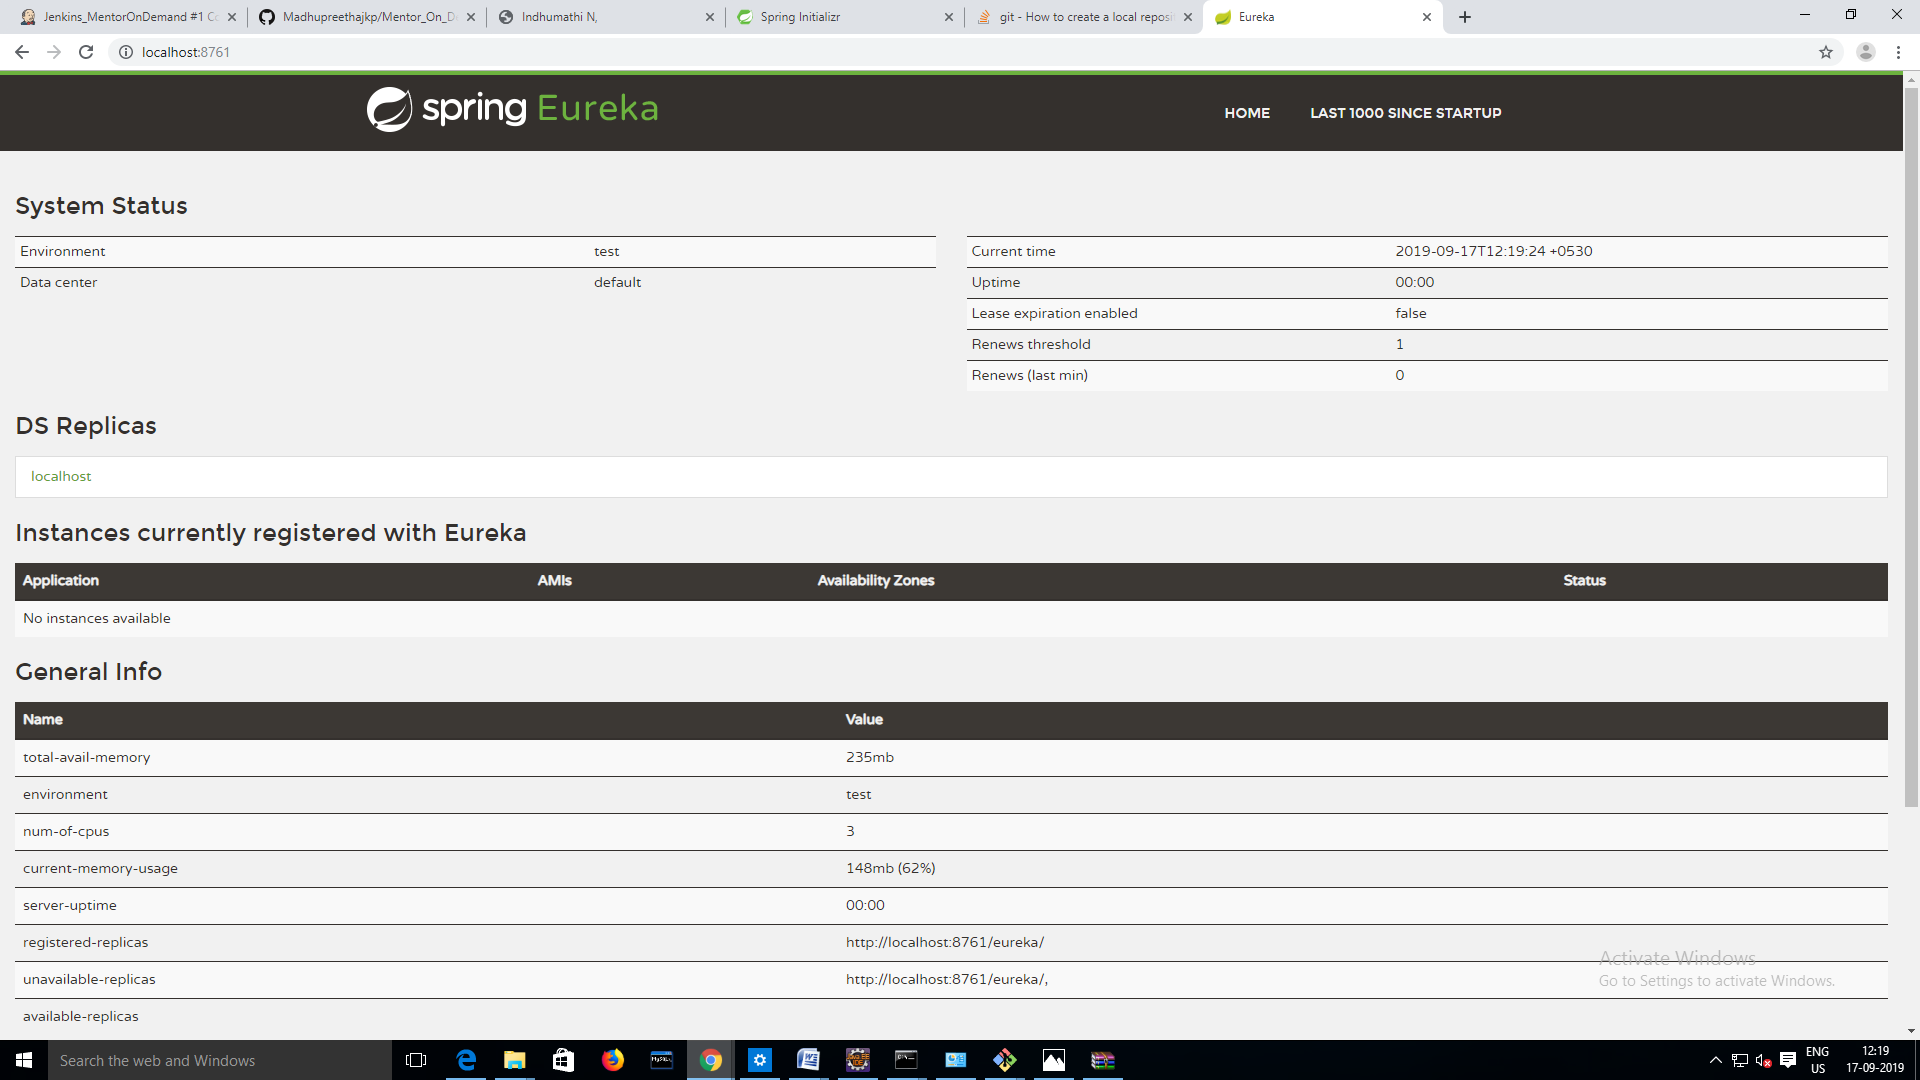 Jenkins_MentorOnDemand #1 Co
Madhupreethajkp/Mentor_On_D
Indhumathi N,
Spring Initializr
git - How to create a local reposi
Eureka
localhost:8761
spring Eureka
HOME
LAST 1000 SINCE STARTUP
System Status
Environment test
Data center default
Current time 2019-09-17T12:19:24 +0530
Uptime 00:00
Lease expiration enabled false
Renews threshold 1
Renews (last min) 0
DS Replicas
localhost
Instances currently registered with Eureka
Application AMIs Availability Zones Status
No instances available
General Info
Name Value
total-avail-memory 235mb
environment test
num-of-cpus 3
current-memory-usage 148mb (62%)
server-uptime 00:00
registered-replicas http://localhost:8761/eureka/
unavailable-replicas http://localhost:8761/eureka/,
available-replicas
Activate Windows
Go to Settings to activate Windows.
Search the web and Windows
ENG
US
12:19
17-09-2019